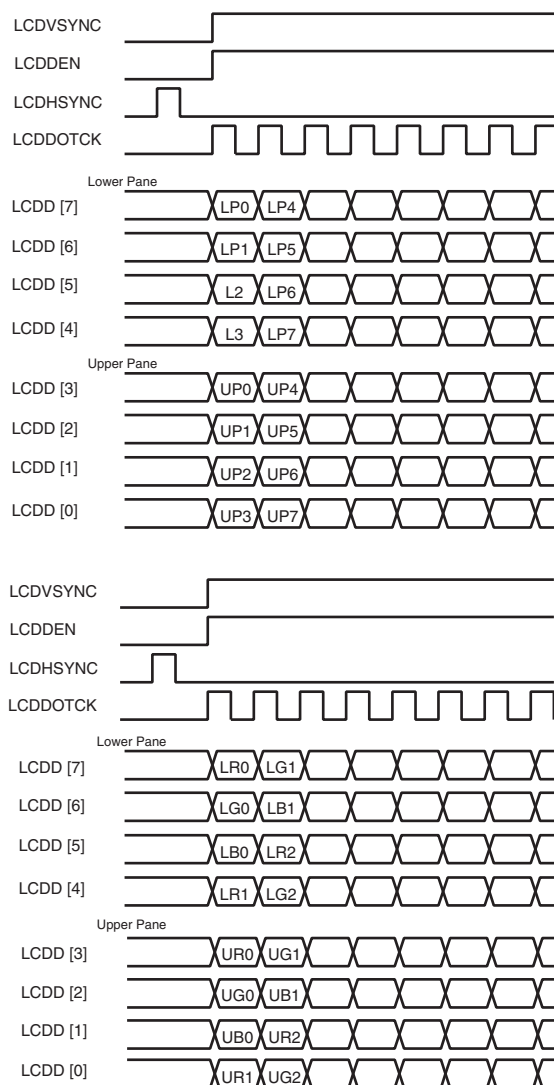 LCDVSYNC
LCDDEN
LCDHSYNC
LCDDOTCK
Lower Pane
LCDD [7] LP0 LP4
LCDD [6] LP1 LP5
LCDD [5] L2 LP6
LCDD [4] L3 LP7
Upper Pane
LCDD [3] UP0 UP4
LCDD [2] UP1 UP5
LCDD [1] UP2 UP6
LCDD [0] UP3 UP7
LCDVSYNC
LCDDEN
LCDHSYNC
LCDDOTCK
Lower Pane
LCDD [7] LR0 LG1
LCDD [6] LG0 LB1
LCDD [5] LB0 LR2
LCDD [4] LR1 LG2
Upper Pane
LCDD [3] UR0 UG1
LCDD [2] UG0 UB1
LCDD [1] UB0 UR2
LCDD [0] UR1 UG2